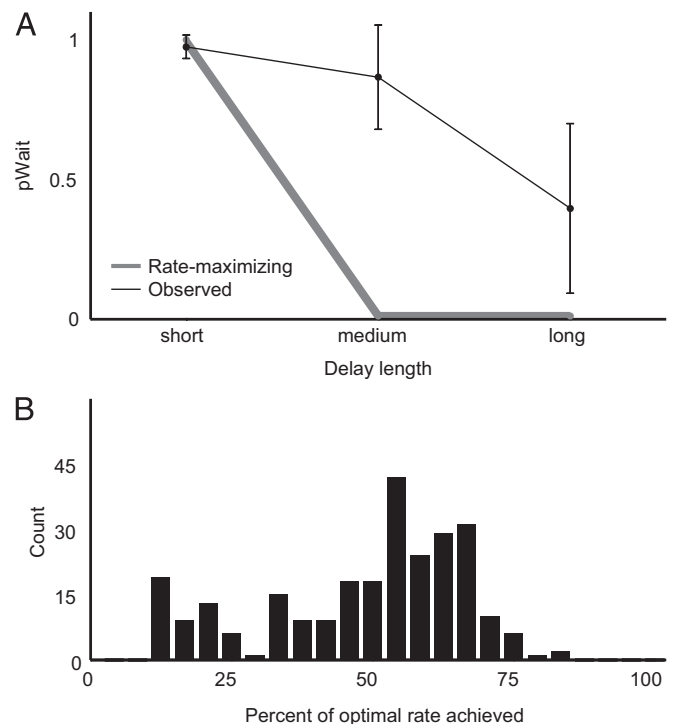 A
1
pWait
0.5
Rate-maximizing
Observed
0
short medium long
Delay length
B
45
Count
30
15
0
0 25 50 75 100
Percent of optimal rate achieved